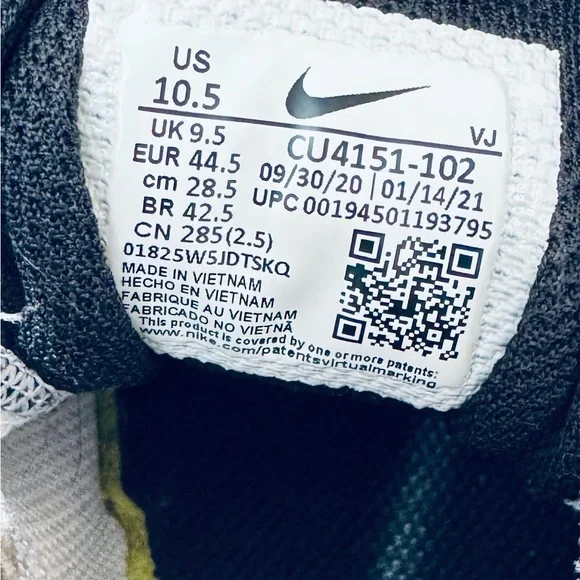 US
10.5
UK 9.5
EUR 44.5
cm 28.5
BR 42.5
CN 285(2.5)
01825W5JDTSKQ
MADE IN VIETNAM
HECHO EN VIETNAM
FABRIQUE AU VIETNAM
FABRICADO NO VIETNÃ
VJ
CU4151-102
09/30/20 | 01/14/21
UPC 00194501193795
This product is covered by one or more patents:
www.nike.com/patentsvirtualmarking